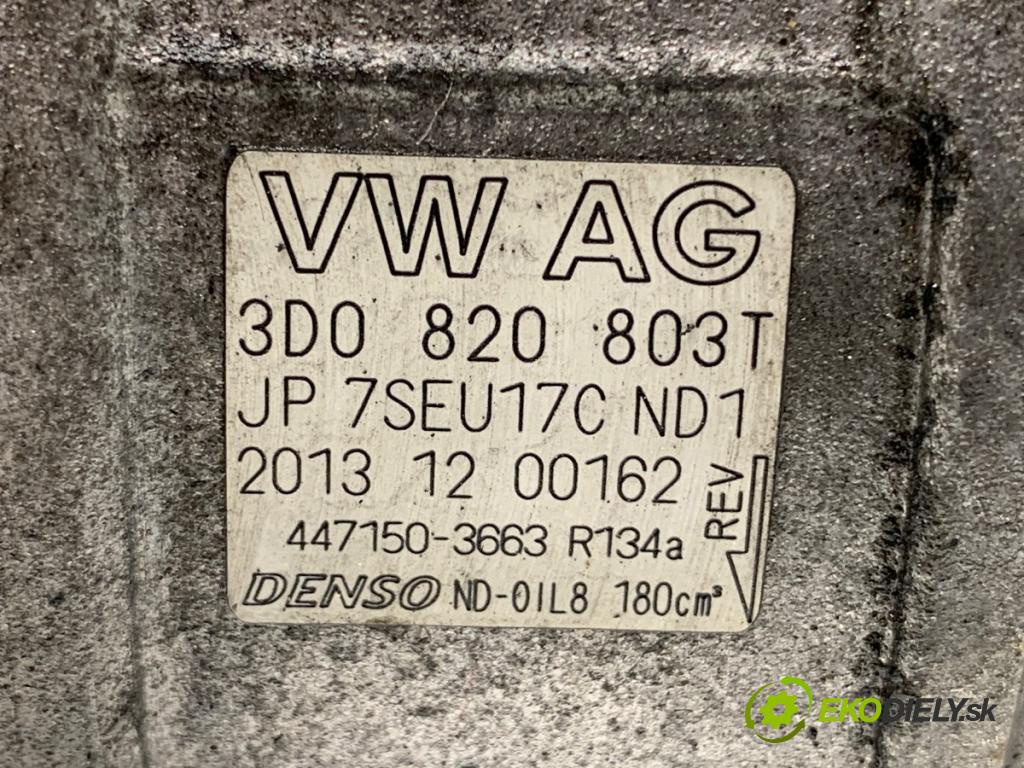 VW AG
3D0 820 803T
JP 7SEU17C ND1
2013 12 00162
REV
447150-3663 R134a
DENSO ND-OIL8 180cm³
EKODIELY.sk